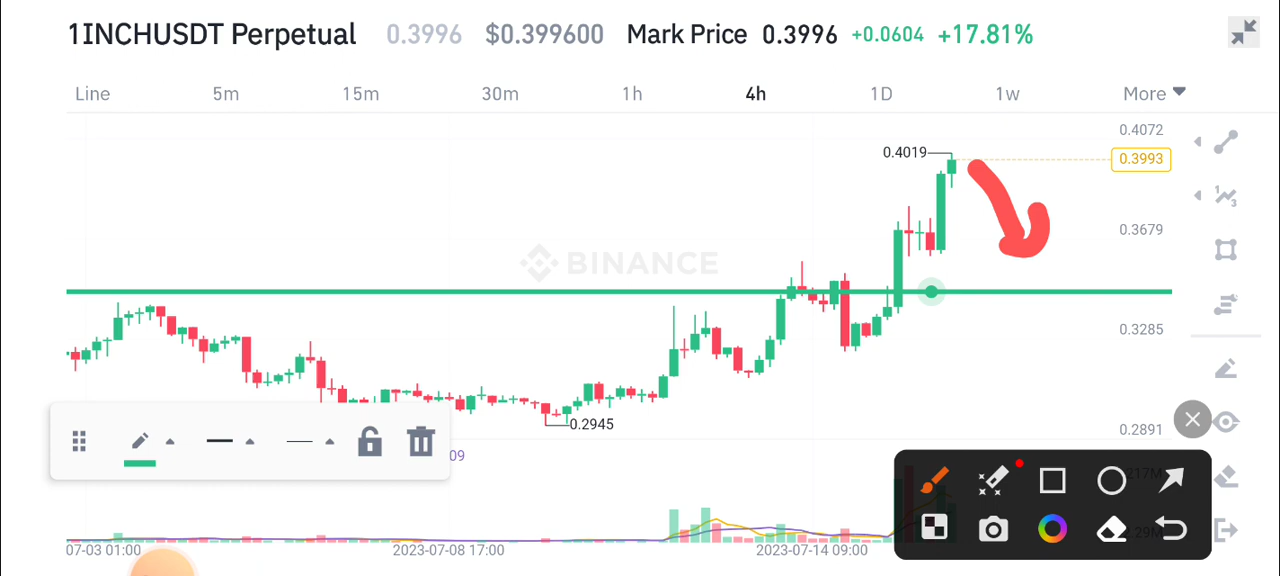 1INCHUSDT Perpetual 0.3996 $0.399600 Mark Price 0.3996 +0.0604 +17.81%
Line 5m 15m 30m 1h 4h 1D 1w More
0.4072
0.4019
0.3993
0.3679
BINANCE
0.3285
0.2945
0.2891
09
07-03 01:00 2023-07-08 17:00 2023-07-14 09:00